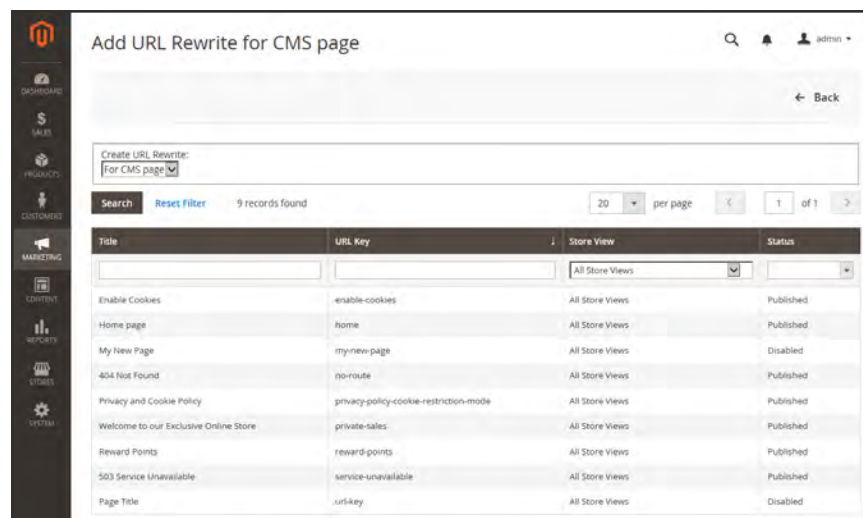 Add URL Rewrite for CMS page
admin
DASHBOARD
← Back
$
SALES
Create URL Rewrite:
For CMS page
PRODUCTS
Search Reset Filter 9 records found 20 per page 1 of 1
CUSTOMERS
Title URL Key ↓ Store View Status
MARKETING
All Store Views
CONTENT
Enable Cookies enable-cookies All Store Views Published
Home page home All Store Views Published
REPORTS
My New Page my-new-page All Store Views Disabled
404 Not Found no-route All Store Views Published
STORES
Privacy and Cookie Policy privacy-policy-cookie-restriction-mode All Store Views Published
Welcome to our Exclusive Online Store private-sales All Store Views Published
SYSTEM
Reward Points reward-points All Store Views Published
503 Service Unavailable service-unavailable All Store Views Published
Page Title url-key All Store Views Disabled